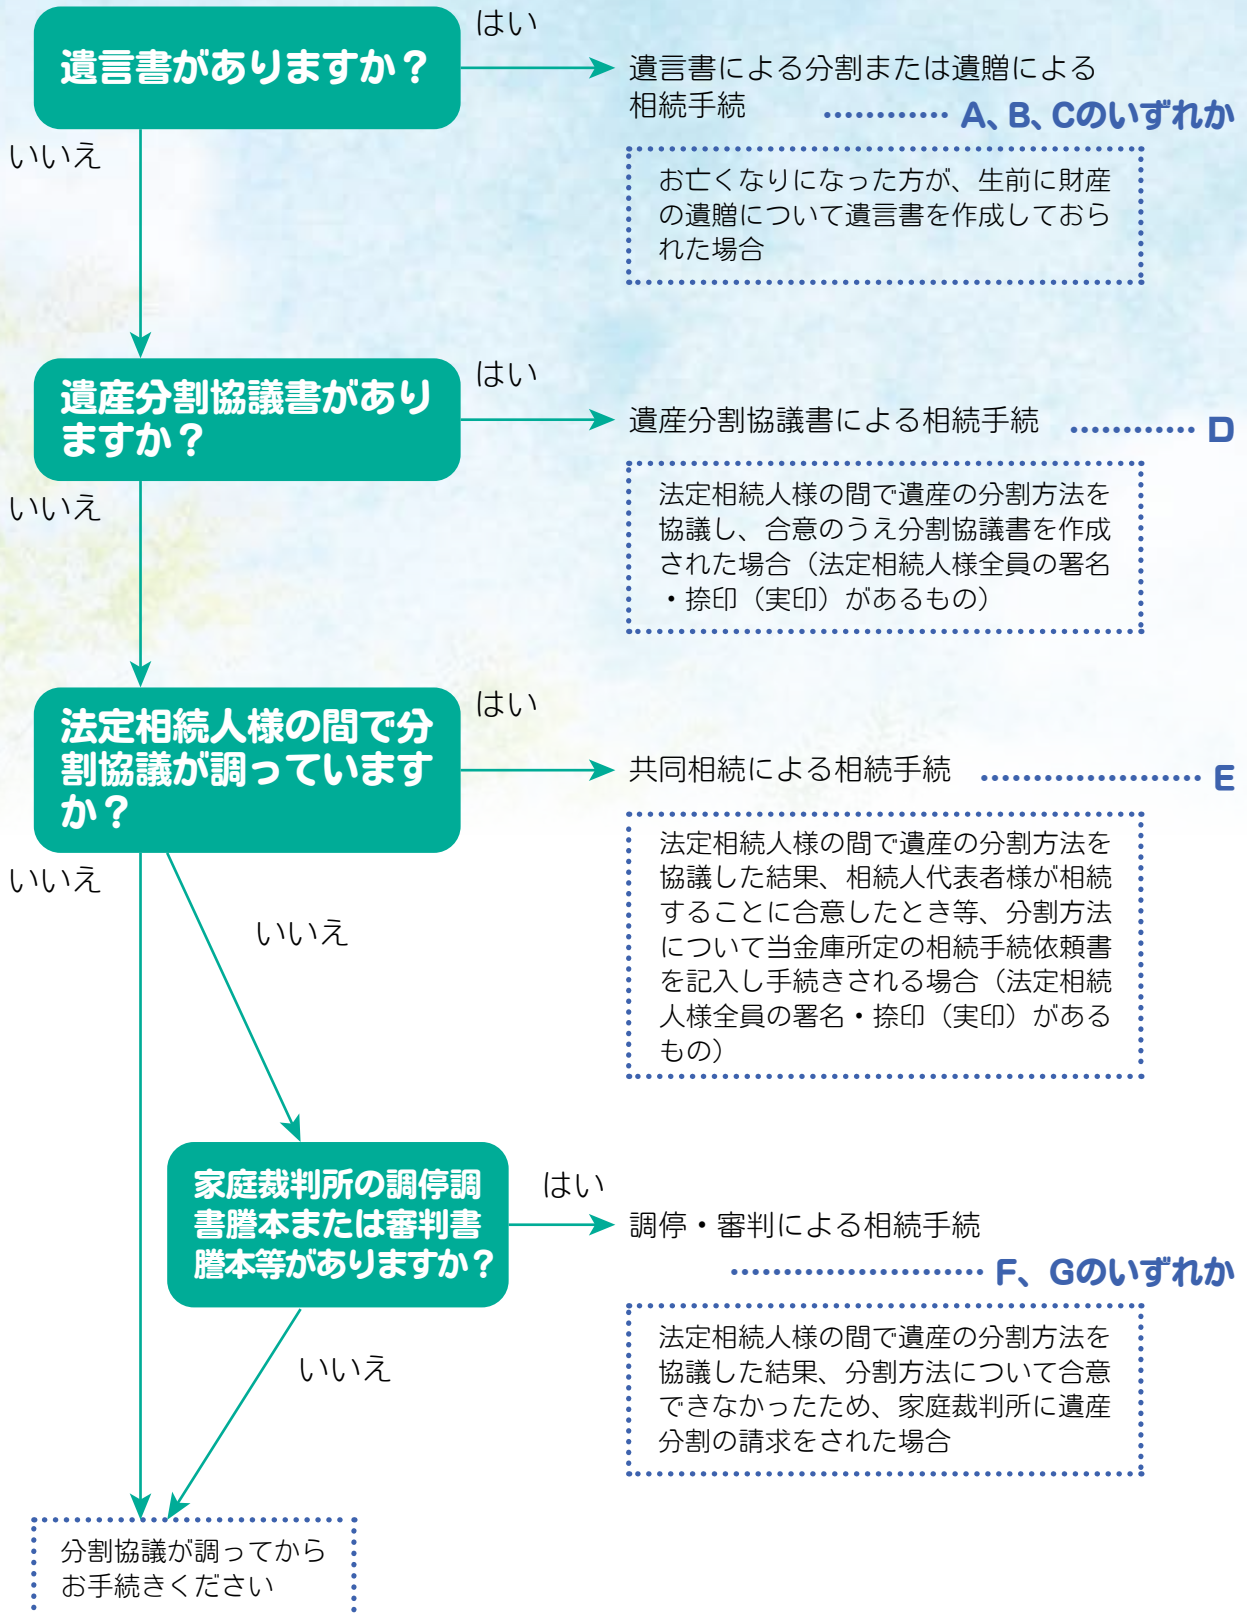 はい
遺言書がありますか？
遺言書による分割または遺贈による
相続手続 ………… A、B、Cのいずれか
いいえ
お亡くなりになった方が、生前に財産
の遺贈について遺言書を作成しておら
れた場合
はい
遺産分割協議書があり
ますか？
遺産分割協議書による相続手続 ………… D
いいえ
法定相続人様の間で遺産の分割方法を
協議し、合意のうえ分割協議書を作成
された場合（法定相続人様全員の署名
・捺印（実印）があるもの）
はい
法定相続人様の間で分
割協議が調っています
か？
共同相続による相続手続 ………………… E
いいえ
いいえ
法定相続人様の間で遺産の分割方法を
協議した結果、相続人代表者様が相続
することに合意したとき等、分割方法
について当金庫所定の相続手続依頼書
を記入し手続きされる場合（法定相続
人様全員の署名・捺印（実印）がある
もの）
家庭裁判所の調停調
書謄本または審判書
謄本等がありますか？
はい
調停・審判による相続手続
…………………… F、Gのいずれか
いいえ
法定相続人様の間で遺産の分割方法を
協議した結果、分割方法について合意
できなかったため、家庭裁判所に遺産
分割の請求をされた場合
分割協議が調ってから
お手続きください